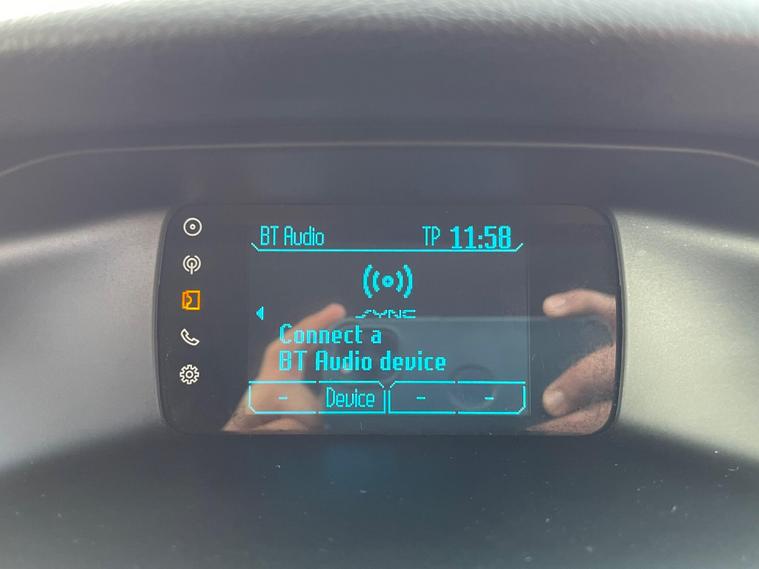 BT Audio TP 11:58
SYNC
Connect a
BT Audio device
- Device - -